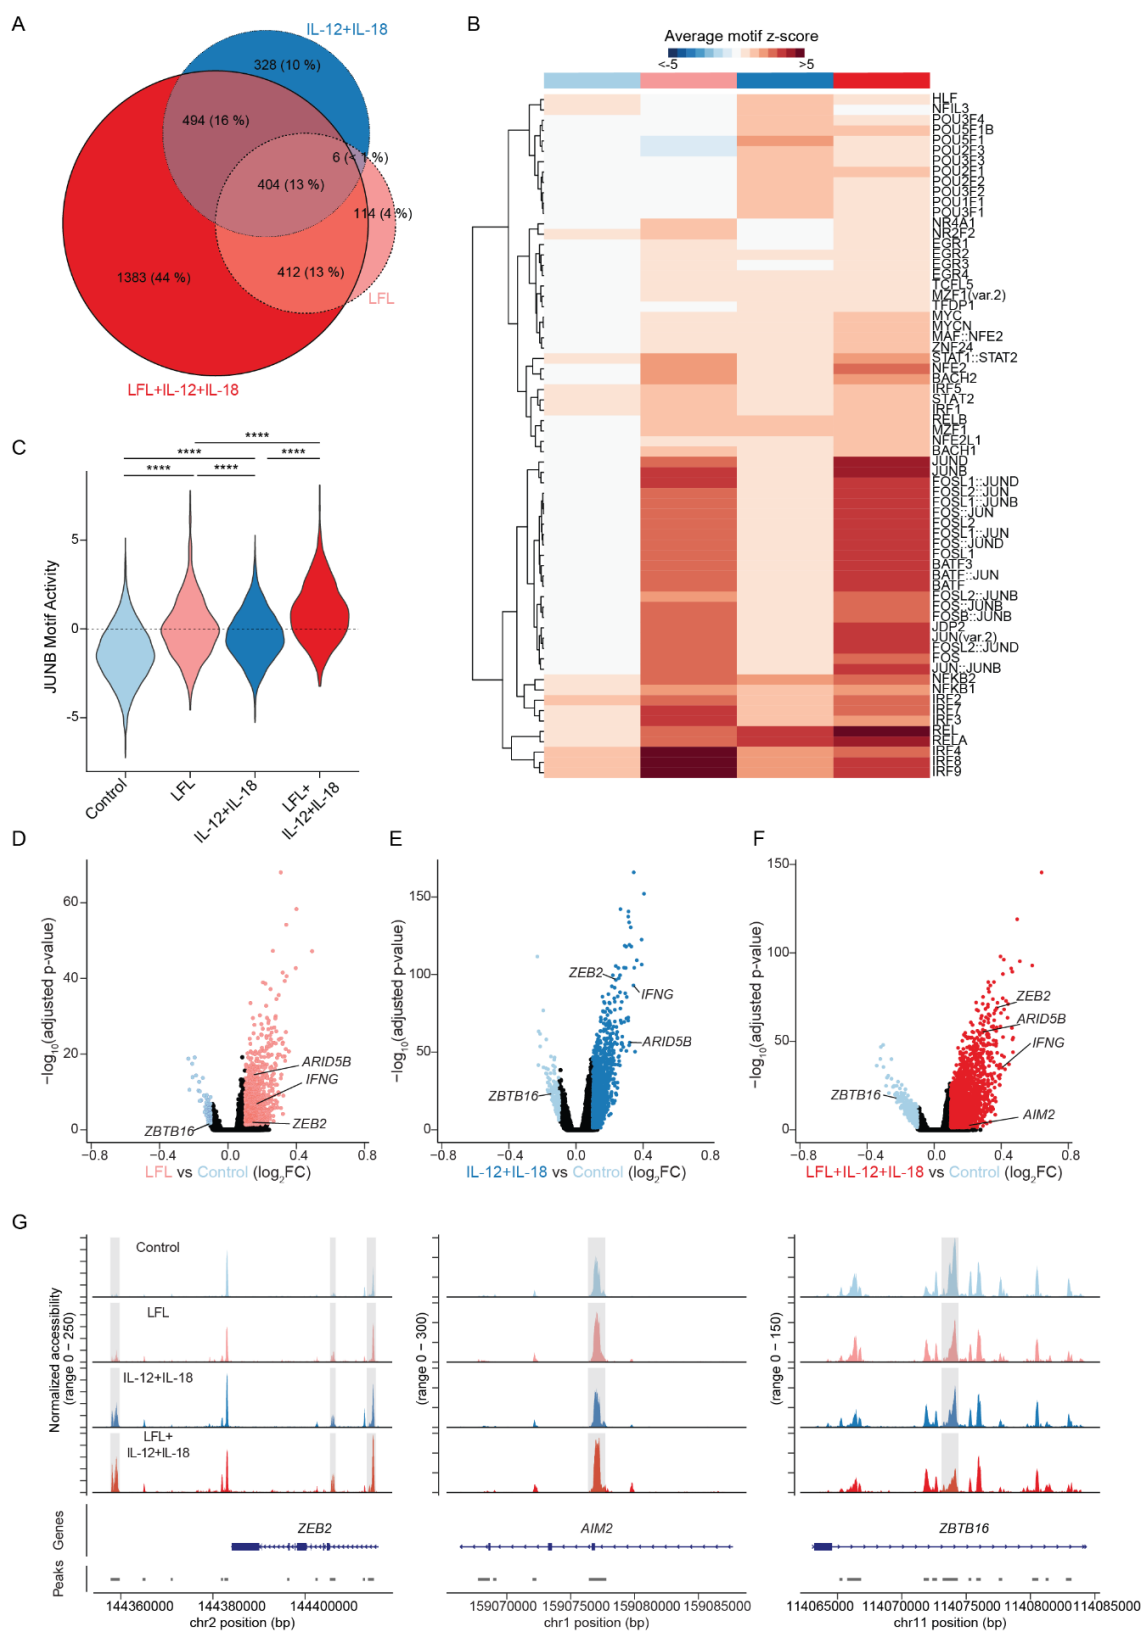 A
IL-12+IL-18
328 (10 %)
494 (16 %)
6 (< 1 %)
404 (13 %)
114 (4 %)
1383 (44 %)
412 (13 %)
LFL
LFL+IL-12+IL-18
B
Average motif z-score
<-5
>5
HLF
NFIL3
POU3F4
POU5F1B
POU5F1
POU2F3
POU3F3
POU2F1
POU2F2
POU3F2
POU1F1
POU3F1
NR4A1
NR2F2
EGR1
EGR2
EGR3
EGR4
TCFL5
MZF1(var.2)
TFDP1
MYC
MYCN
MAF::NFE2
ZNF24
STAT1::STAT2
NFE2
BACH2
IRF5
STAT2
IRF1
RELB
MZF1
NFE2L1
BACH1
JUND
JUNB
FOSL1::JUND
FOSL2::JUN
FOSL1::JUNB
FOS::JUN
FOSL2
FOSL1::JUN
FOS::JUND
FOSL1
BATF3
BATF::JUN
BATF
FOSL2::JUNB
FOS::JUNB
FOSB::JUNB
JDP2
JUN(var.2)
FOSL2::JUND
FOS
JUN::JUNB
NFKB2
NFKB1
IRF2
IRF7
IRF3
REL
RELA
IRF4
IRF8
IRF9
C
****
**** ****
**** ****
JUNB Motif Activity
5
0
-5
Control
LFL
IL-12+IL-18
LFL+
IL-12+IL-18
D
−log10(adjusted p-value)
60
40
20
0
ARID5B
IFNG
ZEB2
ZBTB16
−0.8 −0.4 0.0 0.4 0.8
LFL vs Control (log2FC)
E
−log10(adjusted p-value)
150
100
50
0
ZEB2
IFNG
ARID5B
ZBTB16
−0.8 −0.4 0.0 0.4 0.8
IL-12+IL-18 vs Control (log2FC)
F
−log10(adjusted p-value)
150
100
50
0
ZEB2
ARID5B
IFNG
ZBTB16
AIM2
−0.8 −0.4 0.0 0.4 0.8
LFL+IL-12+IL-18 vs Control (log2FC)
G
Normalized accessibility
(range 0 − 250)
(range 0 − 300)
(range 0 − 150)
Control
LFL
IL-12+IL-18
LFL+
IL-12+IL-18
Genes
ZEB2
AIM2
ZBTB16
Peaks
144360000 144380000 144400000
chr2 position (bp)
159070000 159075000 159080000 159085000
chr1 position (bp)
114065000 114070000 114075000 114080000 114085000
chr11 position (bp)